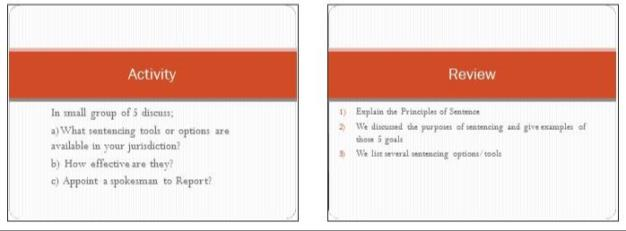 Activity
In small group of 5 discuss;
a) What sentencing tools or options are
available in your jurisdiction?
b) How effective are they?
c) Appoint a spokesman to Report?
Review
1) Explain the Principles of Sentence
2) We discussed the purposes of sentencing and give examples of
those 5 goals
3) We list several sentencing options/tools